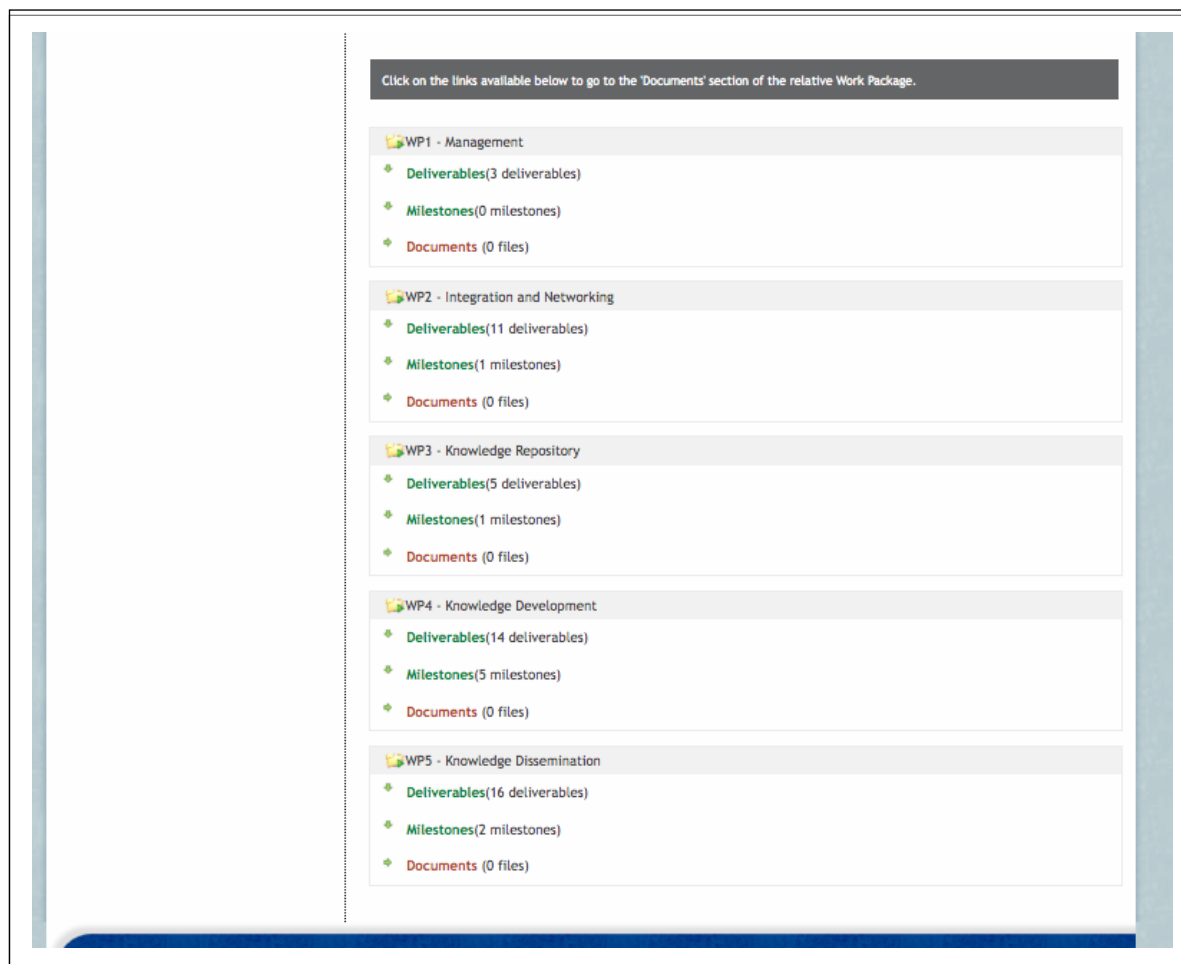 Click on the links available below to go to the 'Documents' section of the relative Work Package.
WP1 - Management
Deliverables(3 deliverables)
Milestones(0 milestones)
Documents (0 files)
WP2 - Integration and Networking
Deliverables(11 deliverables)
Milestones(1 milestones)
Documents (0 files)
WP3 - Knowledge Repository
Deliverables(5 deliverables)
Milestones(1 milestones)
Documents (0 files)
WP4 - Knowledge Development
Deliverables(14 deliverables)
Milestones(5 milestones)
Documents (0 files)
WP5 - Knowledge Dissemination
Deliverables(16 deliverables)
Milestones(2 milestones)
Documents (0 files)